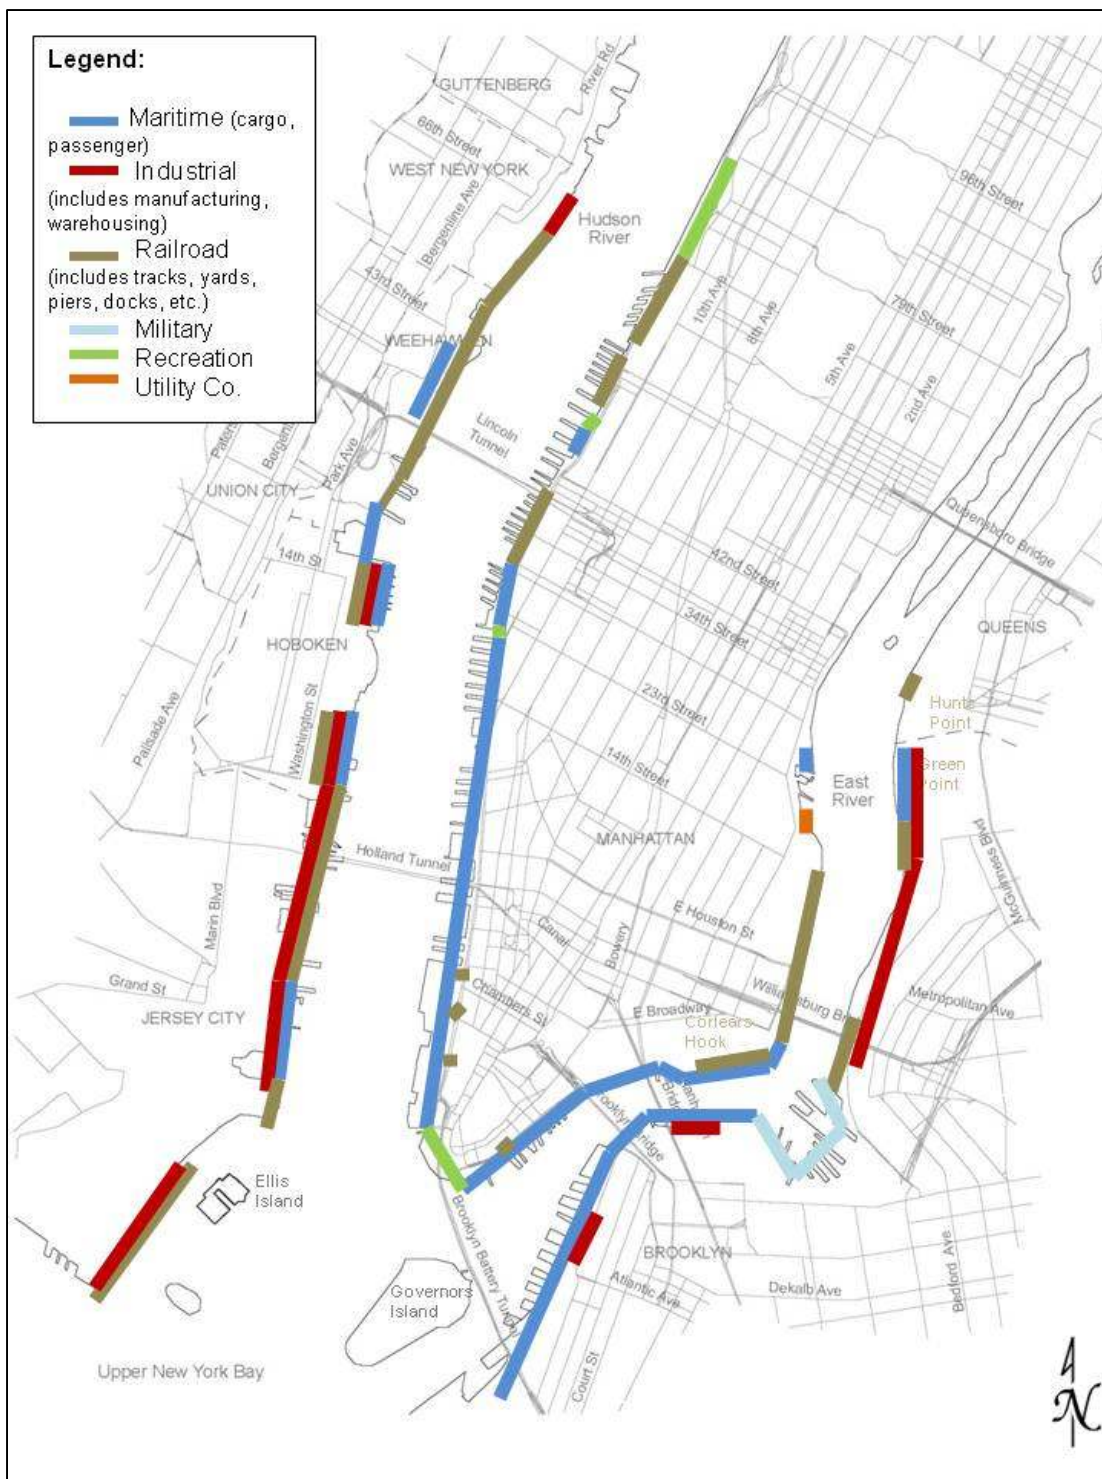 Legend:
Maritime (cargo,
passenger)
Industrial
(includes manufacturing,
warehousing)
Railroad
(includes tracks, yards,
piers, docks, etc.)
Military
Recreation
Utility Co.
GUTTENBERG
River Rd
66th Street
WEST NEW YORK
Bergenline Ave
Hudson
River
96th Street
43rd Street
10th Ave
79th Street
8th Ave
WEEHAWKEN
5th Ave
2nd Ave
Lincoln
Tunnel
Park Ave
UNION CITY
Queensboro Bridge
14th St
42nd Street
34th Street
QUEENS
HOBOKEN
Washington St
Palisade Ave
23rd Street
Hunts
Point
14th Street
Green
Point
East
River
MANHATTAN
Holland Tunnel
McGuinness Blvd
Marin Blvd
E Houston St
Canal
Bowery
Grand St
Chambers St
E Broadway
Williamsburg
Metropolitan Ave
JERSEY CITY
Corlears
Hook
Ellis
Island
Brooklyn Battery Tunnel
BROOKLYN
Bedford Ave
Atlantic Ave
Dekalb Ave
Governors
Island
Court St
Upper New York Bay
N